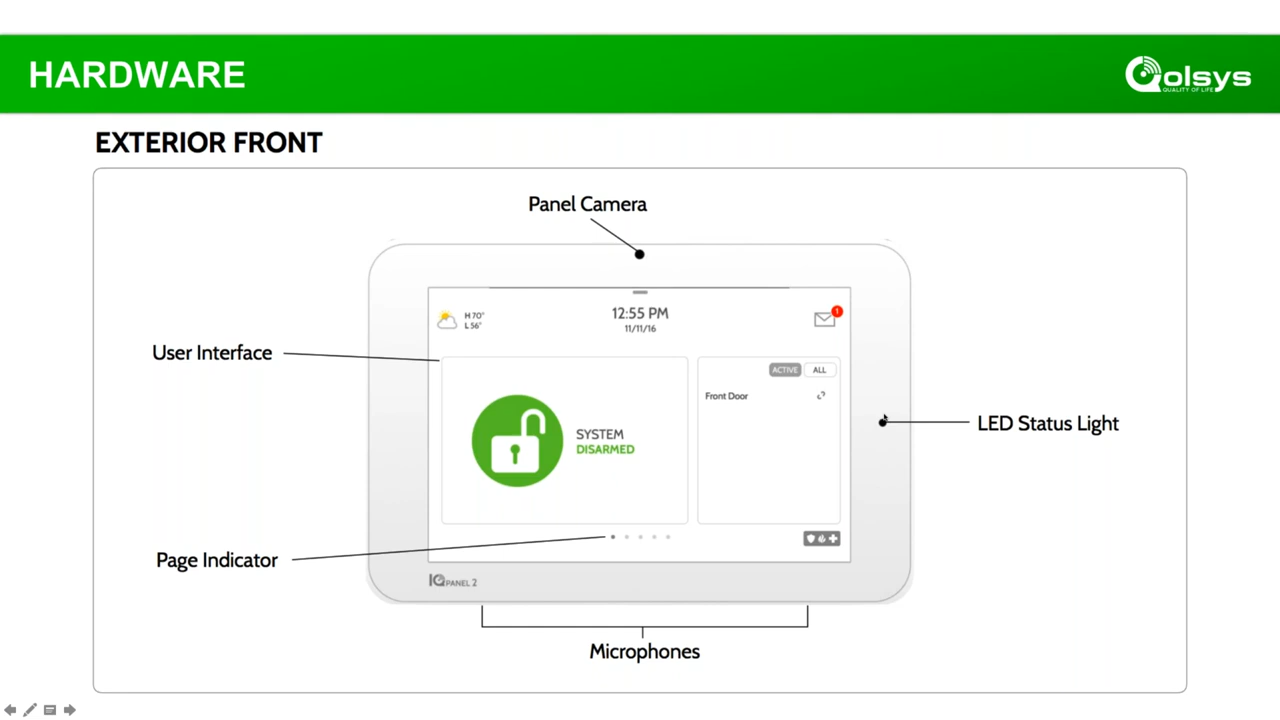 HARDWARE
Qolsys
QUALITY OF LIFE
EXTERIOR FRONT
Panel Camera
H 70°
L 56°
12:55 PM
11/11/16
1
User Interface
ACTIVE
ALL
Front Door
SYSTEM
DISARMED
LED Status Light
Page Indicator
IQ PANEL 2
Microphones